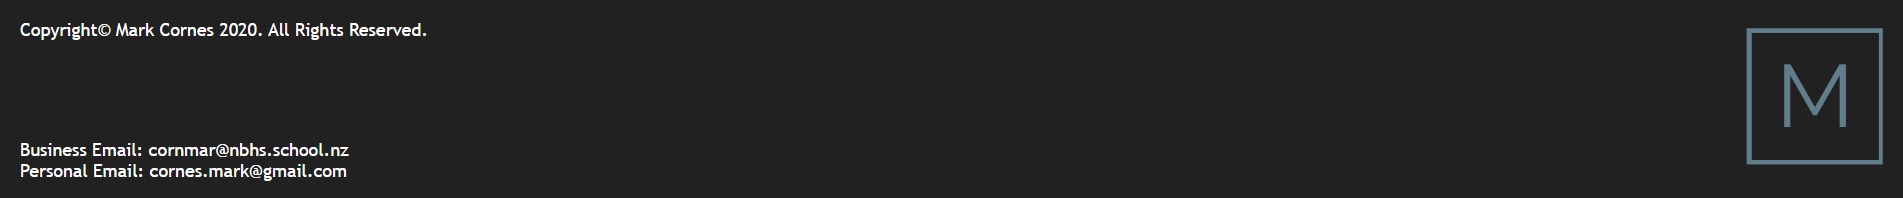 Copyright© Mark Cornes 2020. All Rights Reserved.
M
Business Email: cornmar@nbhs.school.nz
Personal Email: cornes.mark@gmail.com